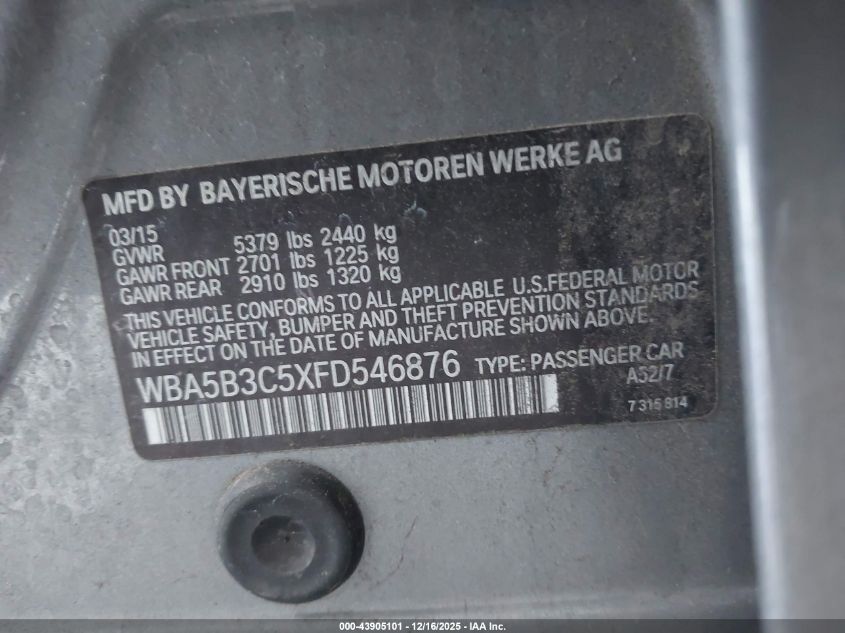 MFD BY BAYERISCHE MOTOREN WERKE AG
03/15
GVWR 5379 lbs 2440 kg
GAWR FRONT 2701 lbs 1225 kg
GAWR REAR 2910 lbs 1320 kg
THIS VEHICLE CONFORMS TO ALL APPLICABLE U.S.FEDERAL MOTOR
VEHICLE SAFETY, BUMPER AND THEFT PREVENTION STANDARDS
IN EFFECT ON THE DATE OF MANUFACTURE SHOWN ABOVE.
WBA5B3C5XFD546876 TYPE: PASSENGER CAR
A52/7
7 315 814
000-43905101 - 12/16/2025 - IAA Inc.